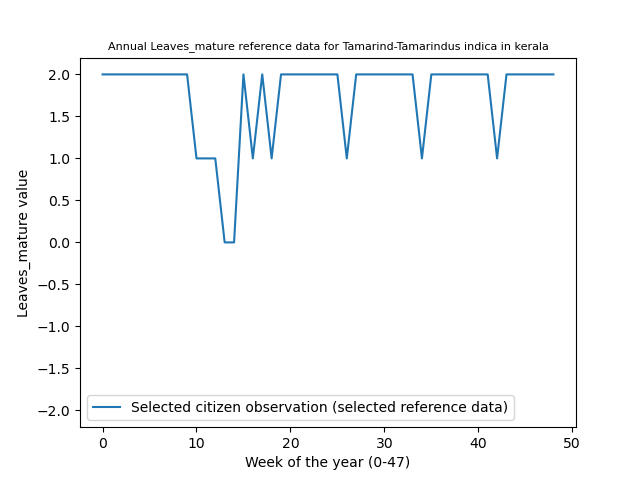 Annual Leaves_mature reference data for Tamarind-Tamarindus indica in kerala
2.0
1.5
1.0
0.5
0.0
−0.5
−1.0
−1.5
−2.0
Leaves_mature value
Selected citizen observation (selected reference data)
0 10 20 30 40 50
Week of the year (0-47)